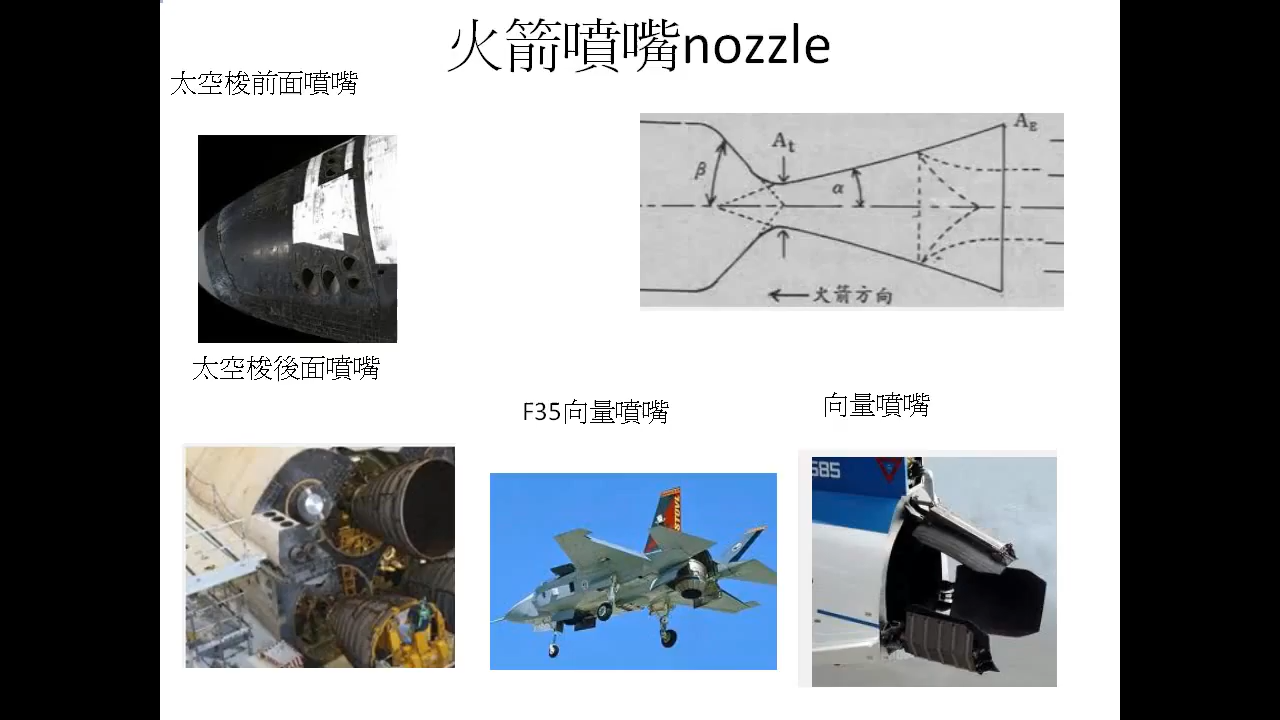 火箭噴嘴nozzle
太空梭前面噴嘴
At
AE
β
α
火箭方向
太空梭後面噴嘴
F35向量噴嘴
向量噴嘴
STOVL
585